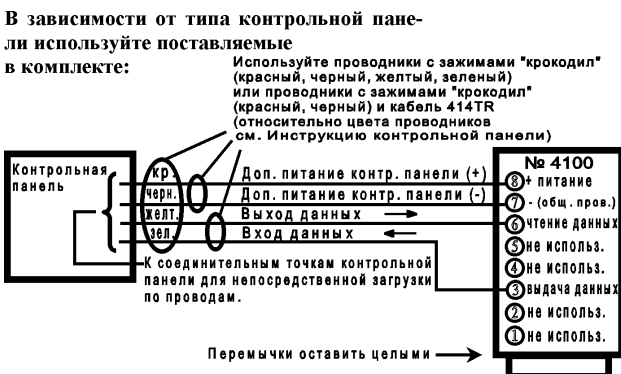 В зависимости от типа контрольной пане-
ли используйте поставляемые
в комплекте:
Используйте проводники с зажимами "крокодил"
(красный, черный, желтый, зеленый)
или проводники с зажимами "крокодил"
(красный, черный) и кабель 414TR
(относительно цвета проводников
см. Инструкцию контрольной панели)
Контрольная
панель
кр.
черн.
желт.
зел.
Доп. питание контр. панели (+)
Доп. питание контр. панели (-)
Выход данных
Вход данных
К соединительным точкам контрольной
панели для непосредственной загрузки
по проводам.
№ 4100
8 + питание
7 - (общ. пров.)
6 чтение данных
5 не использ.
4 не использ.
3 выдача данных
2 не использ.
1 не использ.
Перемычки оставить целыми